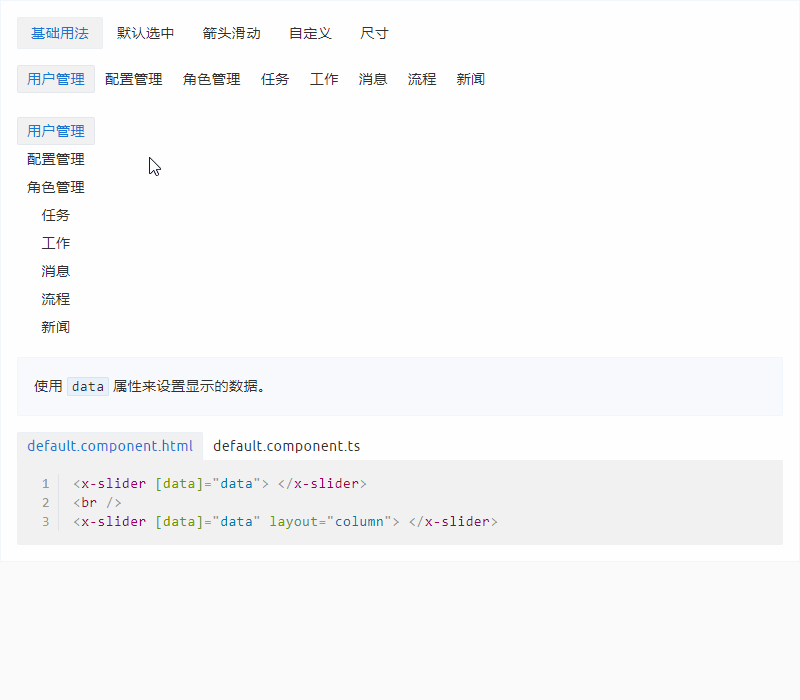 基础用法 默认选中 箭头滑动 自定义 尺寸
用户管理 配置管理 角色管理 任务 工作 消息 流程 新闻
用户管理
配置管理
角色管理
任务
工作
消息
流程
新闻
使用 data 属性来设置显示的数据。
default.component.html default.component.ts
1 <x-slider [data]="data"> </x-slider>
2 <br />
3 <x-slider [data]="data" layout="column"> </x-slider>